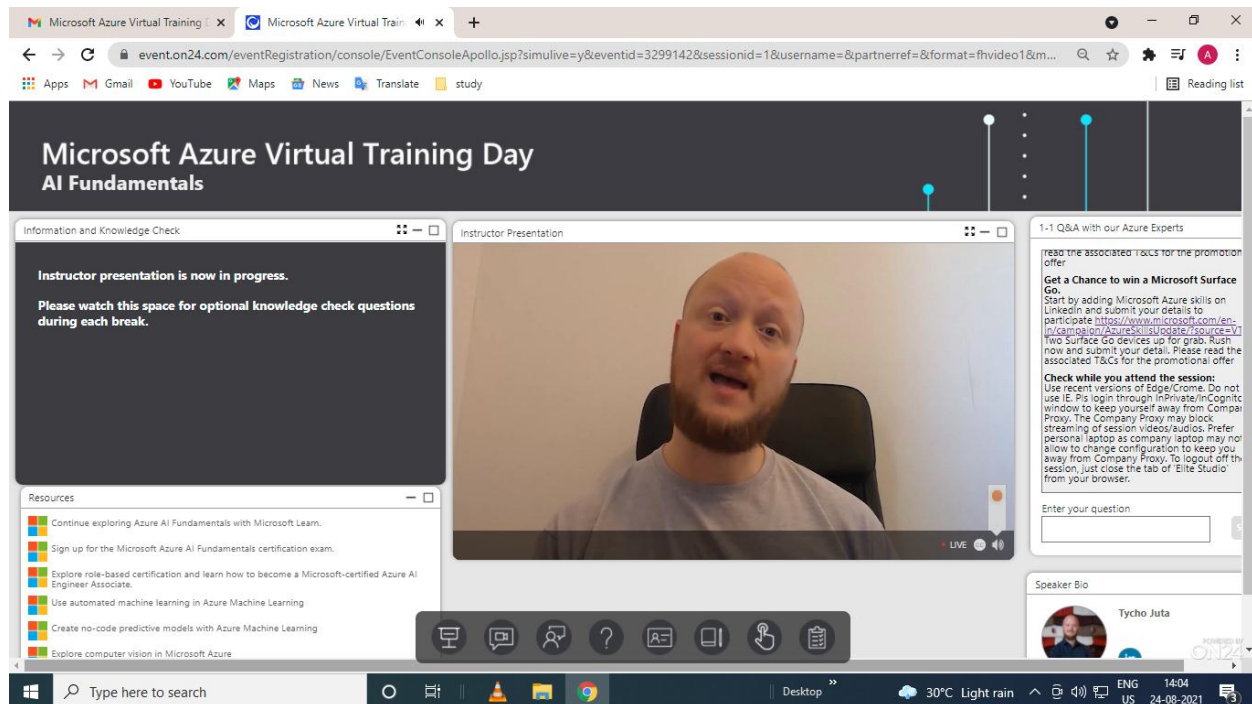 Microsoft Azure Virtual Training
Microsoft Azure Virtual Train
event.on24.com/eventRegistration/console/EventConsoleApollo.jsp?simulive=y&eventid=3299142&sessionid=1&username=&partnerref=&format=fhvideo1&m...
A
Apps Gmail YouTube Maps News Translate study Reading list
Microsoft Azure Virtual Training Day
AI Fundamentals
Information and Knowledge Check
Instructor presentation is now in progress.
Please watch this space for optional knowledge check questions
during each break.
Instructor Presentation
LIVE
1-1 Q&A with our Azure Experts
read the associated T&Cs for the promotion
offer
Get a Chance to win a Microsoft Surface
Go.
Start by adding Microsoft Azure skills on
LinkedIn and submit your details to
participate https://www.microsoft.com/en-
in/campaign/AzureSkillsUpdate/?source=VT
Two Surface Go devices up for grab. Rush
now and submit your detail. Please read the
associated T&Cs for the promotional offer
Check while you attend the session:
Use recent versions of Edge/Crome. Do not
use IE. Pls login through InPrivate/InCognito
window to keep yourself away from Compan
Proxy. The Company Proxy may block
streaming of session videos/audios. Prefer
personal laptop as company laptop may not
allow to change configuration to keep you
away from Company Proxy. To logout off the
session, just close the tab of 'Elite Studio'
from your browser.
Enter your question
Resources
Continue exploring Azure AI Fundamentals with Microsoft Learn.
Sign up for the Microsoft Azure AI Fundamentals certification exam.
Explore role-based certification and learn how to become a Microsoft-certified Azure AI
Engineer Associate.
Use automated machine learning in Azure Machine Learning
Create no-code predictive models with Azure Machine Learning
Explore computer vision in Microsoft Azure
Speaker Bio
Tycho Juta
POWERED BY
ON24
Type here to search
Desktop
30°C Light rain
ENG
US
14:04
24-08-2021
3